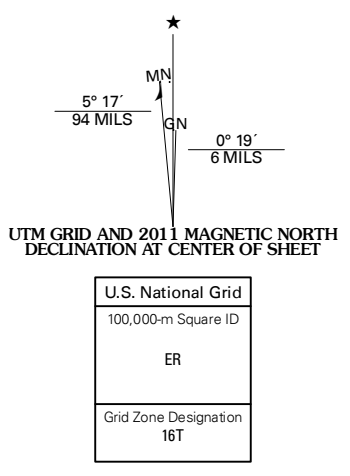 ★
MN
5° 17´
94 MILS
GN
0° 19´
6 MILS
UTM GRID AND 2011 MAGNETIC NORTH
DECLINATION AT CENTER OF SHEET
U.S. National Grid
100,000-m Square ID
ER
Grid Zone Designation
16T